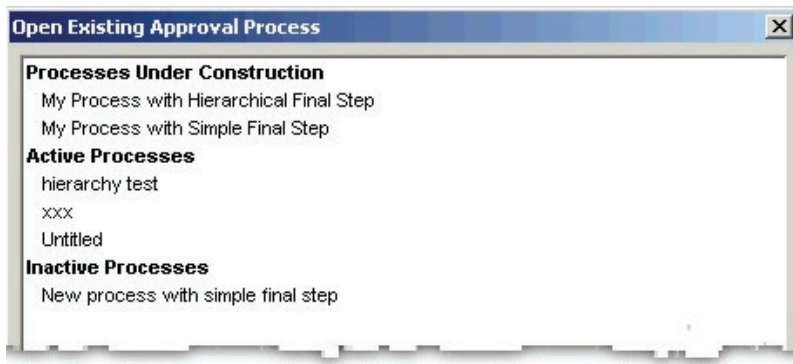 Open Existing Approval Process
Processes Under Construction
My Process with Hierarchical Final Step
My Process with Simple Final Step
Active Processes
hierarchy test
xxx
Untitled
Inactive Processes
New process with simple final step